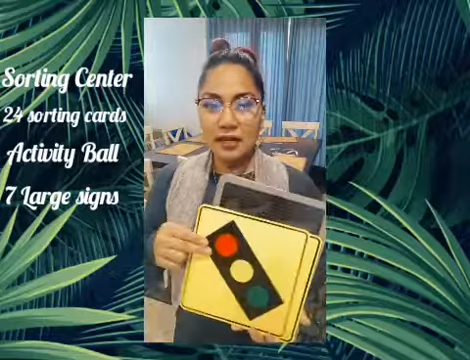 Sorting Center
24 sorting cards
Activity Ball
7 Large signs